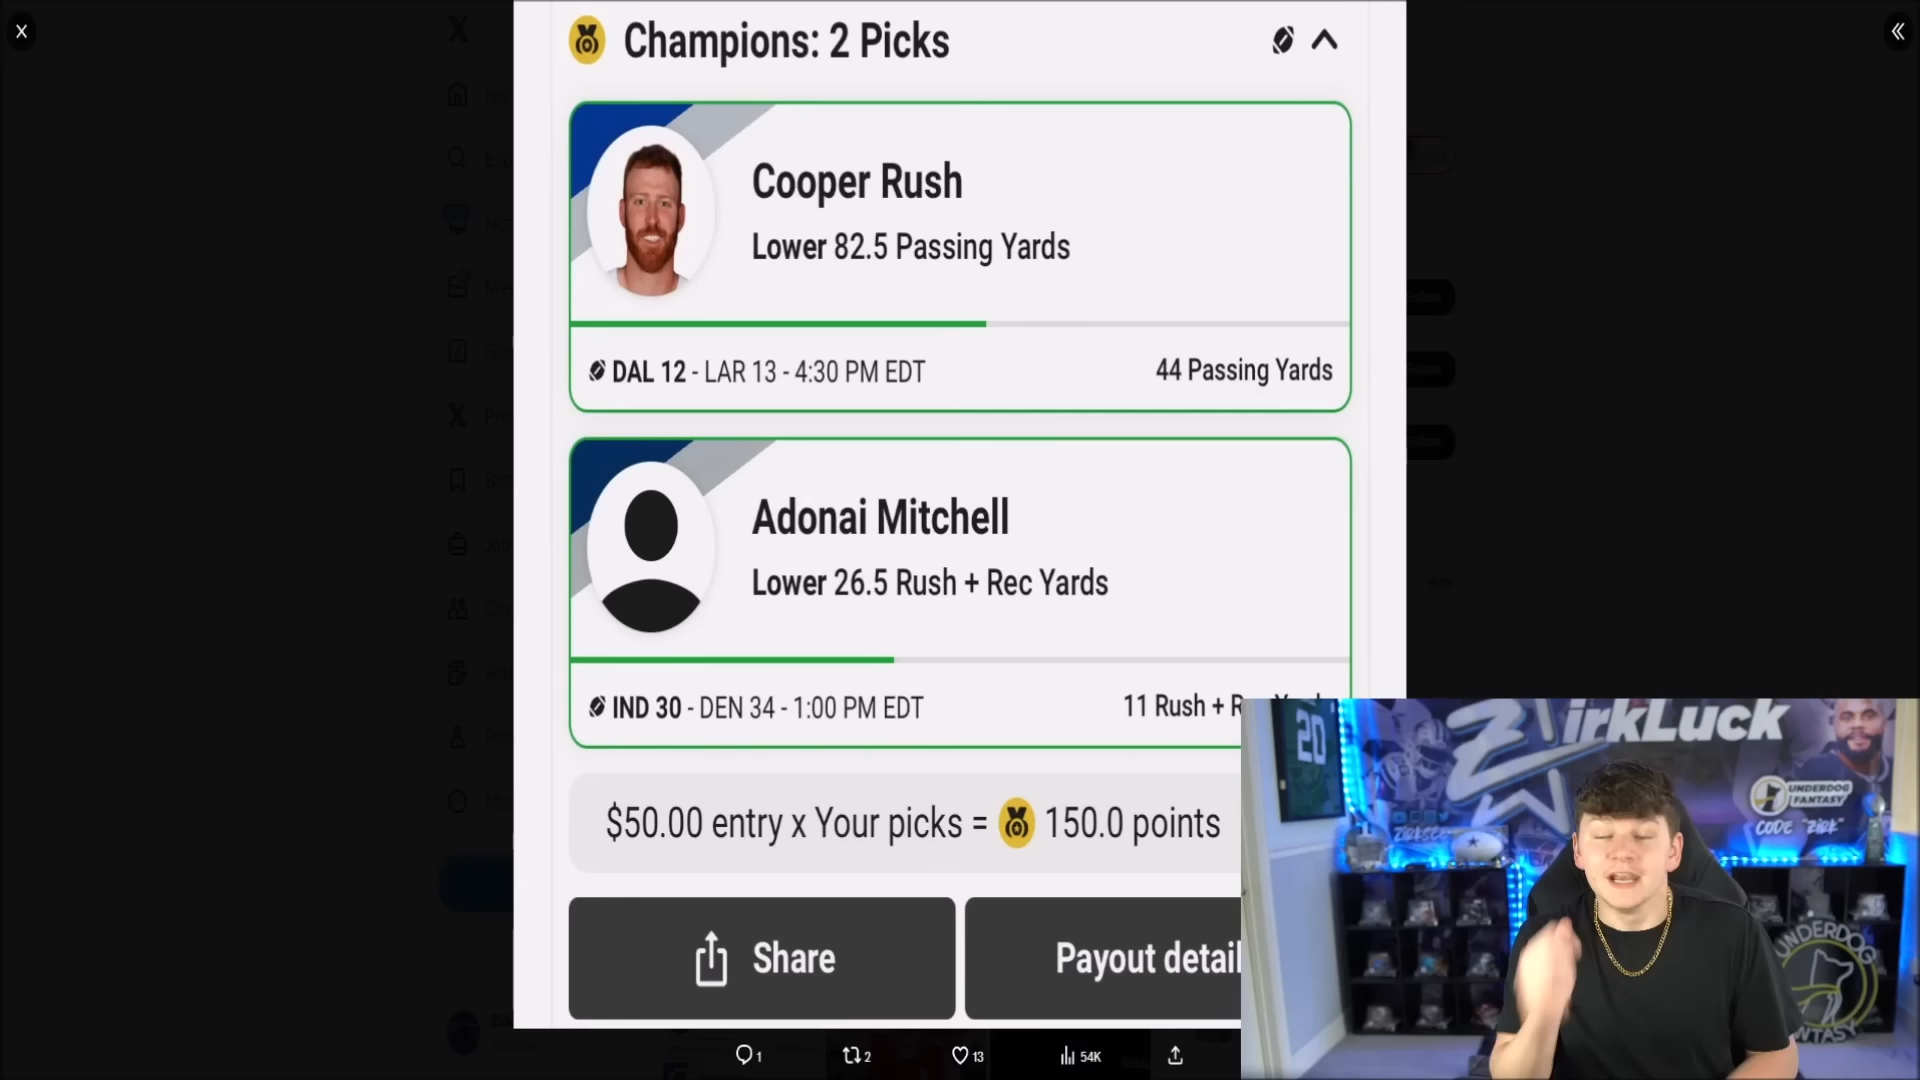 Champions: 2 Picks
Cooper Rush
Lower 82.5 Passing Yards
DAL 12 - LAR 13 - 4:30 PM EDT
44 Passing Yards
Adonai Mitchell
Lower 26.5 Rush + Rec Yards
IND 30 - DEN 34 - 1:00 PM EDT
11 Rush +
$50.00 entry x Your picks = 150.0 points
Share
Payout detail
1
2
13
54K
20
ZirkLuck
UNDERDOG
FANTASY
CODE "ZIRK"
UNDERDOG
FANTASY